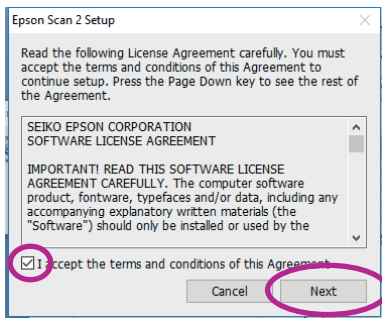 Epson Scan 2 Setup
Read the following License Agreement carefully. You must
accept the terms and conditions of this Agreement to
continue setup. Press the Page Down key to see the rest of
the Agreement.
SEIKO EPSON CORPORATION
SOFTWARE LICENSE AGREEMENT
IMPORTANT! READ THIS SOFTWARE LICENSE
AGREEMENT CAREFULLY. The computer software
product, fontware, typefaces and/or data, including any
accompanying explanatory written materials (the
"Software") should only be installed or used by the
I accept the terms and conditions of this Agreement.
Cancel
Next